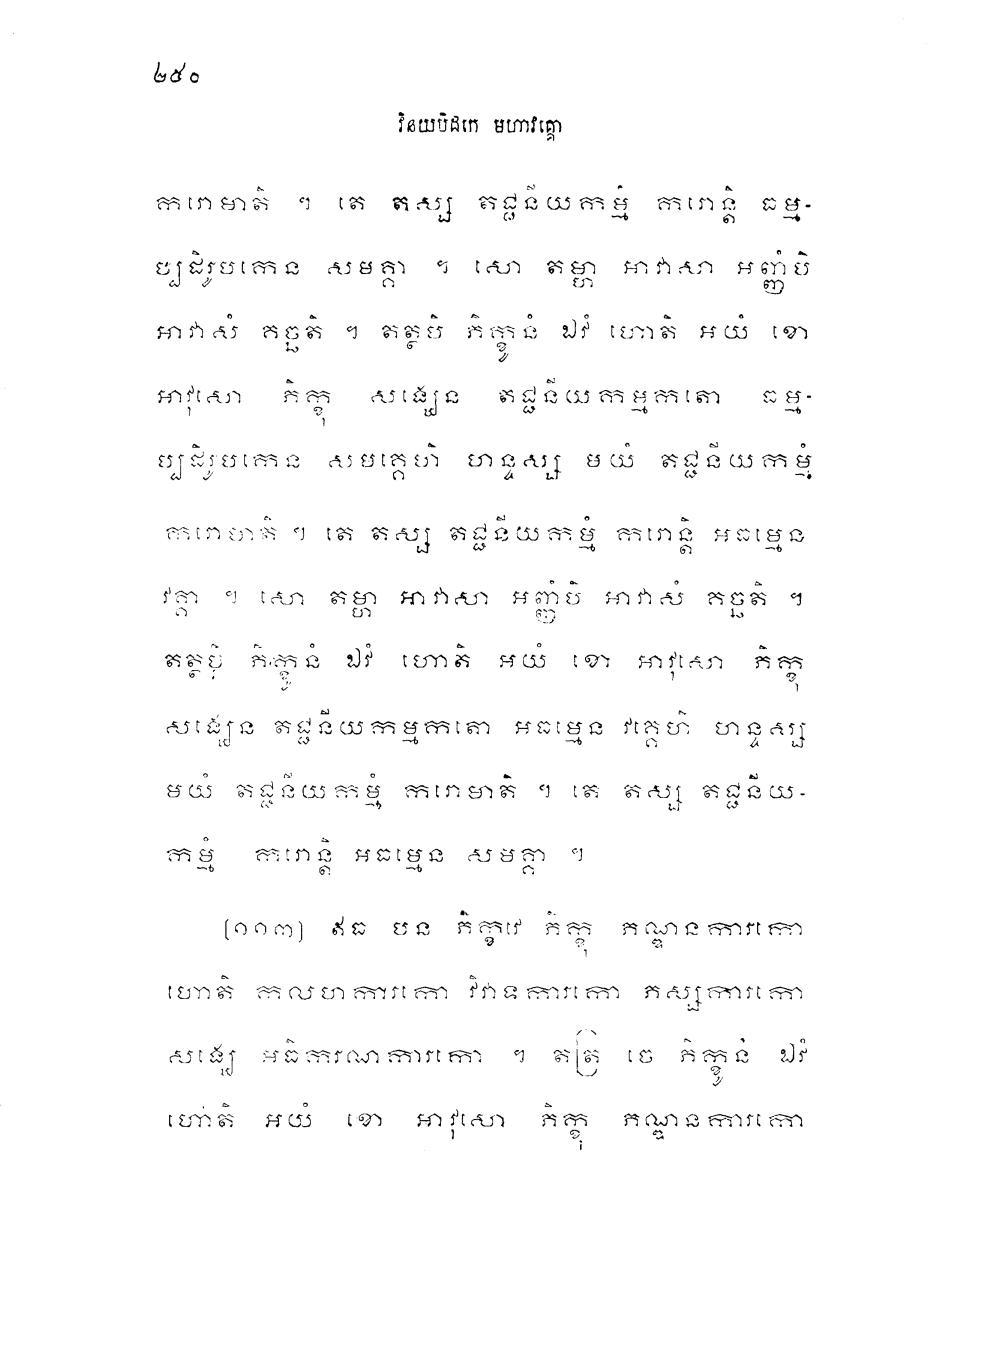 ២៥០
វិនយបិដកេ មហាវគ្គោ
ករោមាតិ ។ តេ តស្ស តជ្ជនីយកម្មំ ករោន្តិ ធម្ម-
ប្បដិរូបកេន សមគ្គា ។ សោ តម្ហា អាវាសា អញ្ញំបិ
អាវាសំ គច្ឆតិ ។ តត្ថបិ ភិក្ខូនំ ឯវំ ហោតិ អយំ ខោ
អាវុសោ ភិក្ខុ សង្ឃេន តជ្ជនីយកម្មកតោ ធម្ម-
ប្បដិរូបកេន សមគ្គេហិ ហន្ទស្ស មយំ តជ្ជនីយកម្មំ
ករោមាតិ ។ តេ តស្ស តជ្ជនីយកម្មំ ករោន្តិ អធម្មេន
វគ្គា ។ សោ តម្ហា អាវាសា អញ្ញំបិ អាវាសំ គច្ឆតិ ។
តត្ថបិ ភិក្ខូនំ ឯវំ ហោតិ អយំ ខោ អាវុសោ ភិក្ខុ
សង្ឃេន តជ្ជនីយកម្មកតោ អធម្មេន វគ្គេហិ ហន្ទស្ស
មយំ តជ្ជនីយកម្មំ ករោមាតិ ។ តេ តស្ស តជ្ជនីយ-
កម្មំ ករោន្តិ អធម្មេន សមគ្គា ។
(១១៣) ឥធ បន ភិក្ខវេ ភិក្ខុ ភណ្ឌនការកោ
ហោតិ កលហការកោ វិវាទការកោ ភស្សការកោ
សង្ឃេ អធិការណការកោ ។ តត្រ ចេ ភិក្ខូនំ ឯវំ
ហោតិ អយំ ខោ អាវុសោ ភិក្ខុ ភណ្ឌនការកោ